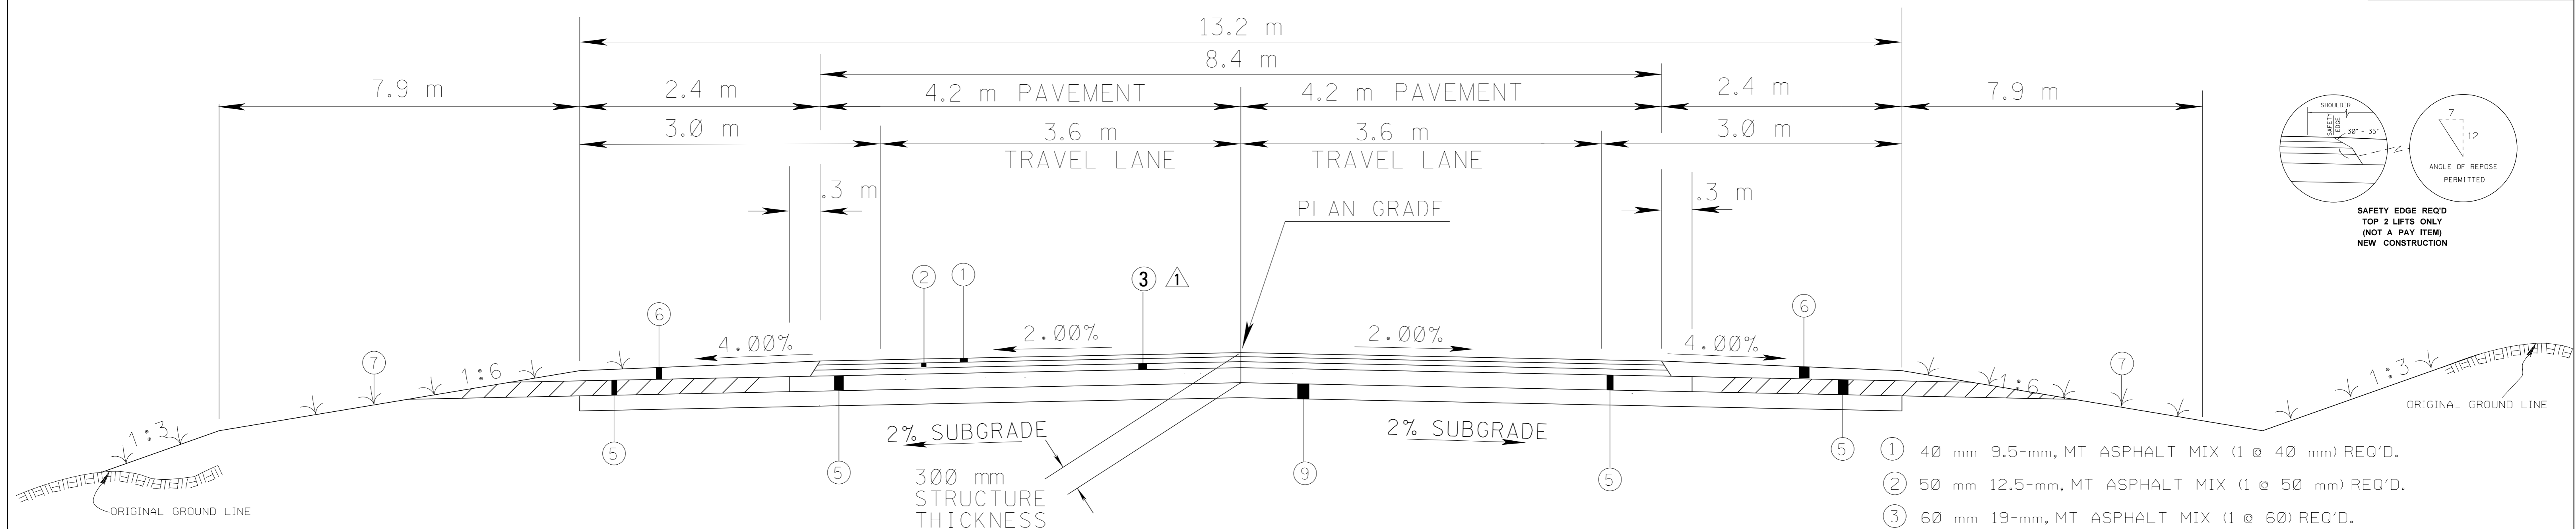 13.2 m
8.4 m
7.9 m
2.4 m
4.2 m PAVEMENT
4.2 m PAVEMENT
2.4 m
7.9 m
3.0 m
3.6 m
TRAVEL LANE
3.6 m
TRAVEL LANE
3.0 m
.3 m
.3 m
PLAN GRADE
SHOULDER
SAFETY
EDGE
30° - 35°
7
12
ANGLE OF REPOSE
PERMITTED
SAFETY EDGE REQ'D
TOP 2 LIFTS ONLY
(NOT A PAY ITEM)
NEW CONSTRUCTION
2
1
3
1
6
6
7
7
4.00%
2.00%
2.00%
4.00%
1:6
1:6
1:3
1:3
ORIGINAL GROUND LINE
ORIGINAL GROUND LINE
2% SUBGRADE
2% SUBGRADE
5
5
9
5
5
300 mm
STRUCTURE
THICKNESS
1 40 mm 9.5-mm, MT ASPHALT MIX (1 @ 40 mm) REQ'D.
2 50 mm 12.5-mm, MT ASPHALT MIX (1 @ 50 mm) REQ'D.
3 60 mm 19-mm, MT ASPHALT MIX (1 @ 60) REQ'D.